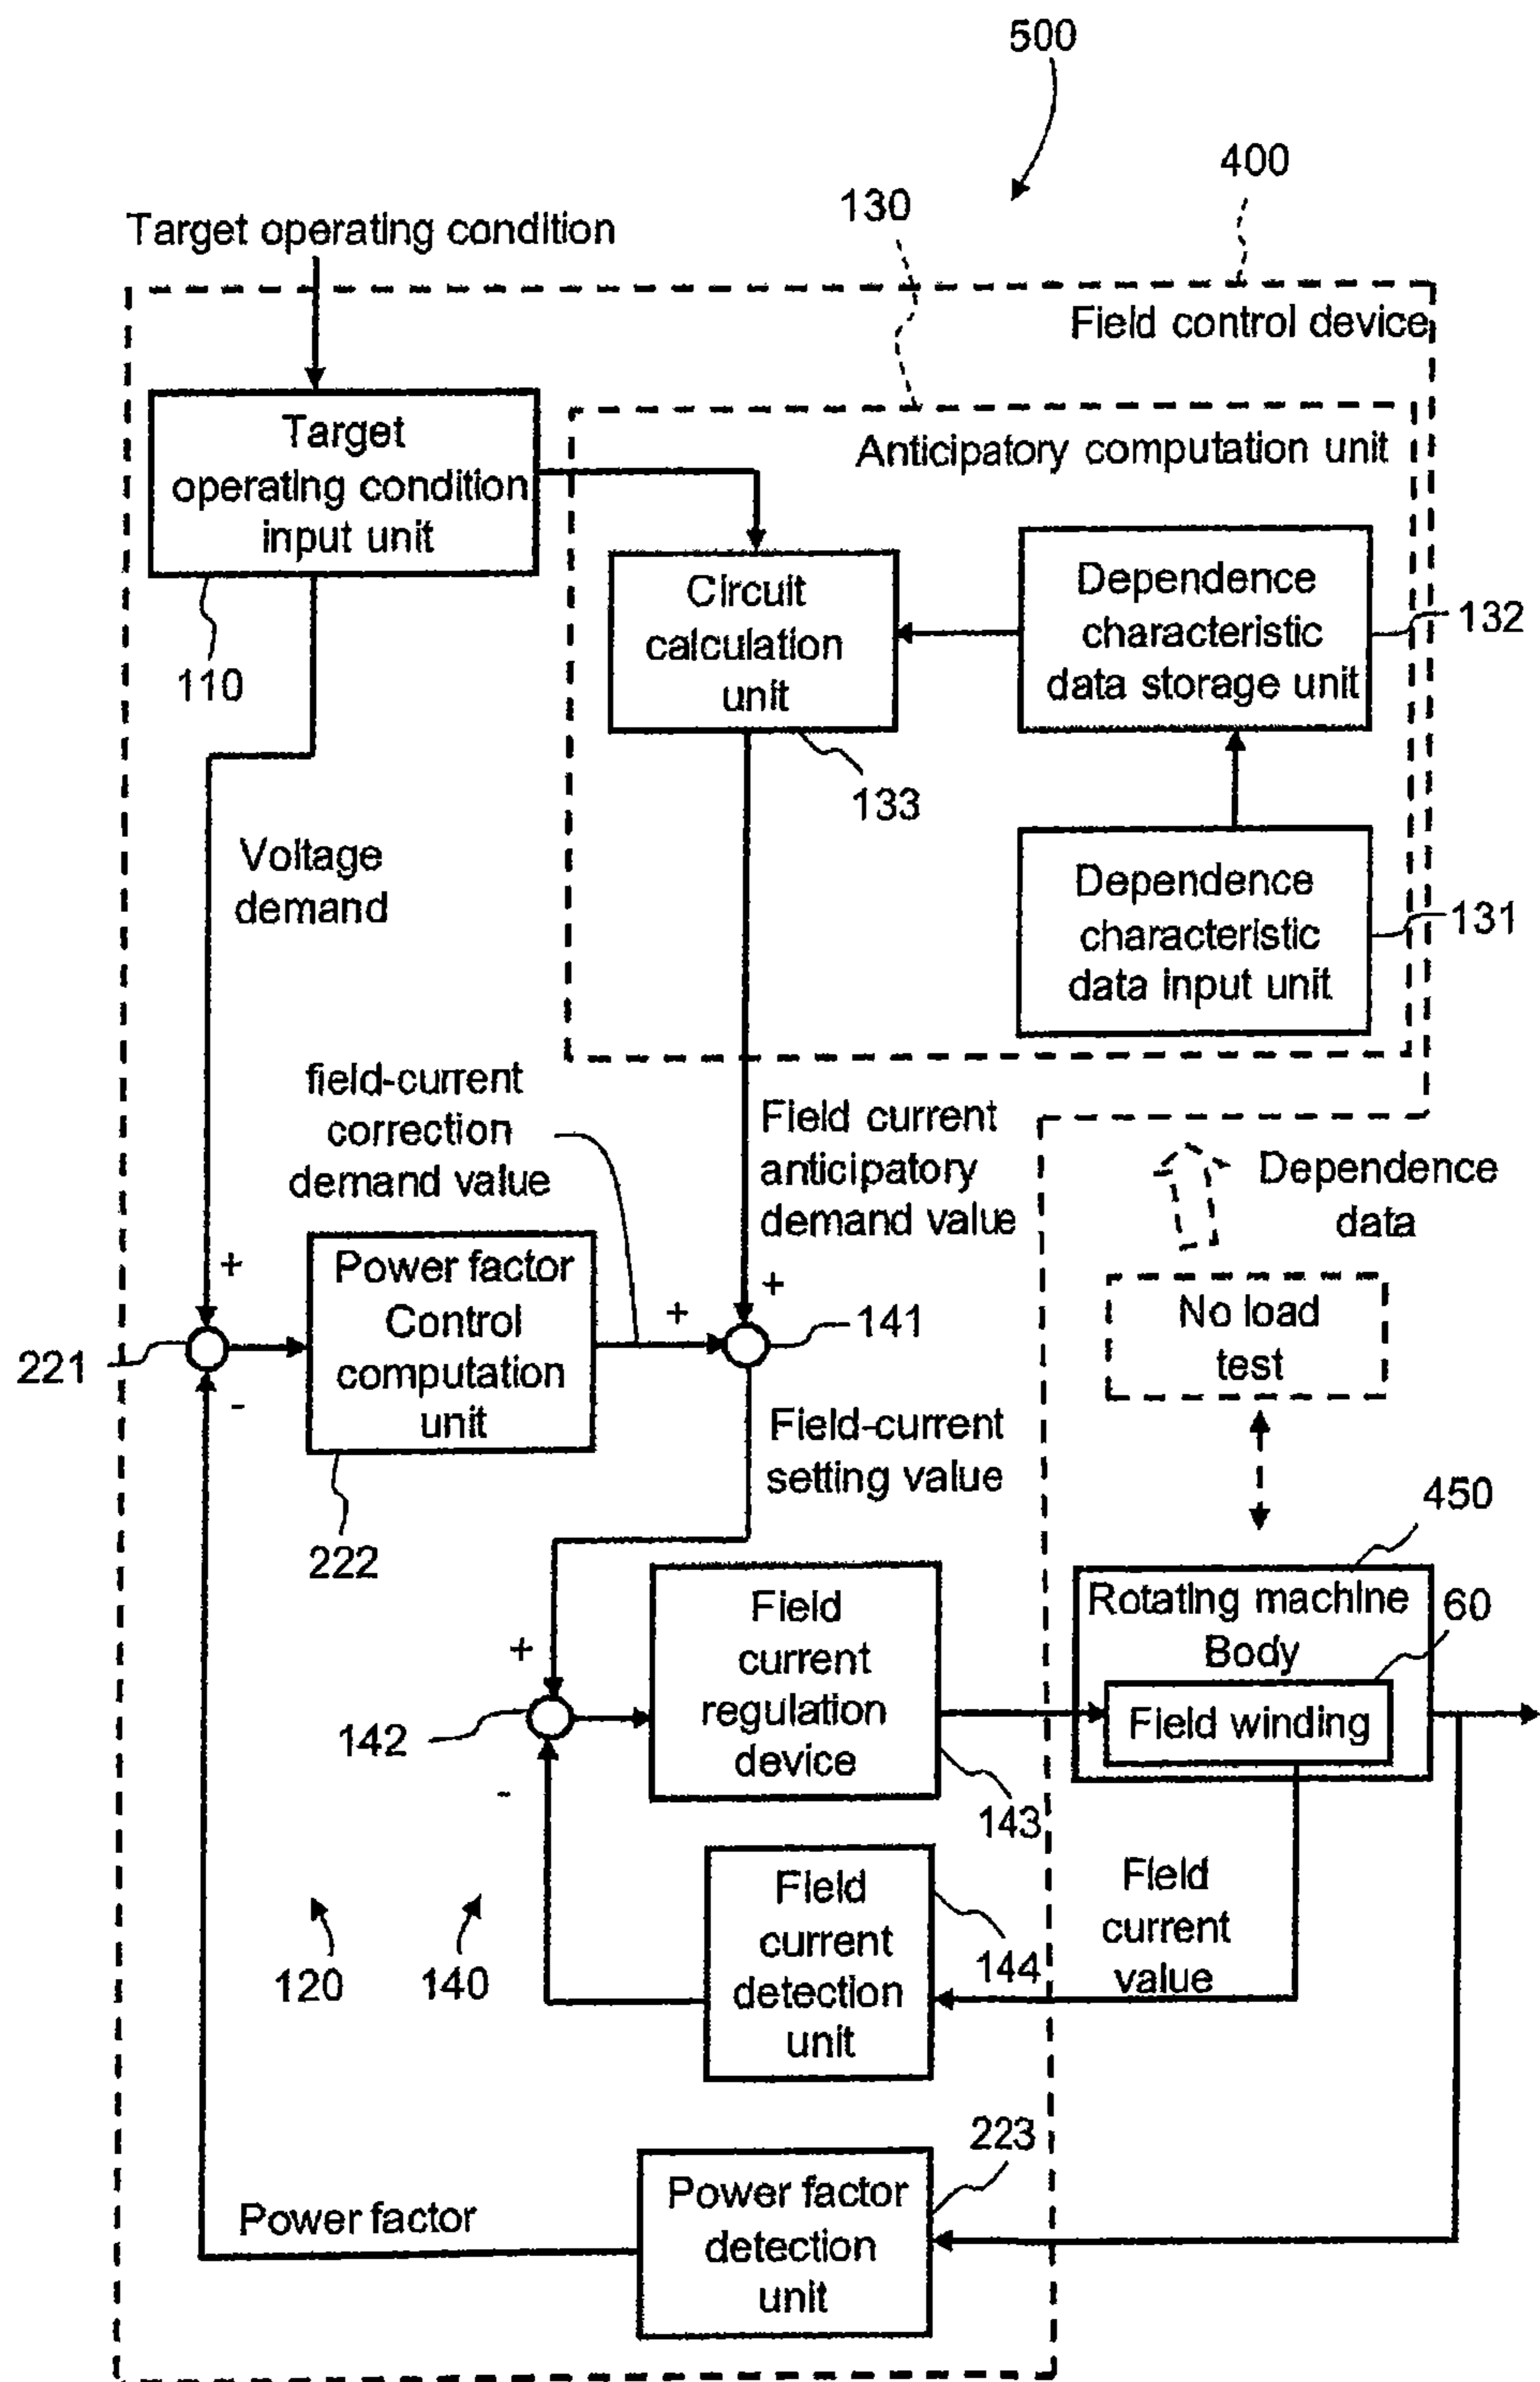 500
400
130
Target operating condition
Field control device
Target
operating condition
input unit
Anticipatory computation unit
110
Circuit
calculation
unit
Dependence
characteristic
data storage unit
132
133
Dependence
characteristic
data input unit
131
Voltage
demand
field-current
correction
demand value
Field current
anticipatory
demand value
Dependence
data
+
Power factor
Control
computation
unit
+
+
141
No load
test
221
-
222
Field-current
setting value
450
Rotating machine
Body
60
Field winding
+
142
-
Field
current
regulation
device
143
Field
current
detection
unit
144
Field
current
value
120
140
223
Power factor
Power factor
detection
unit